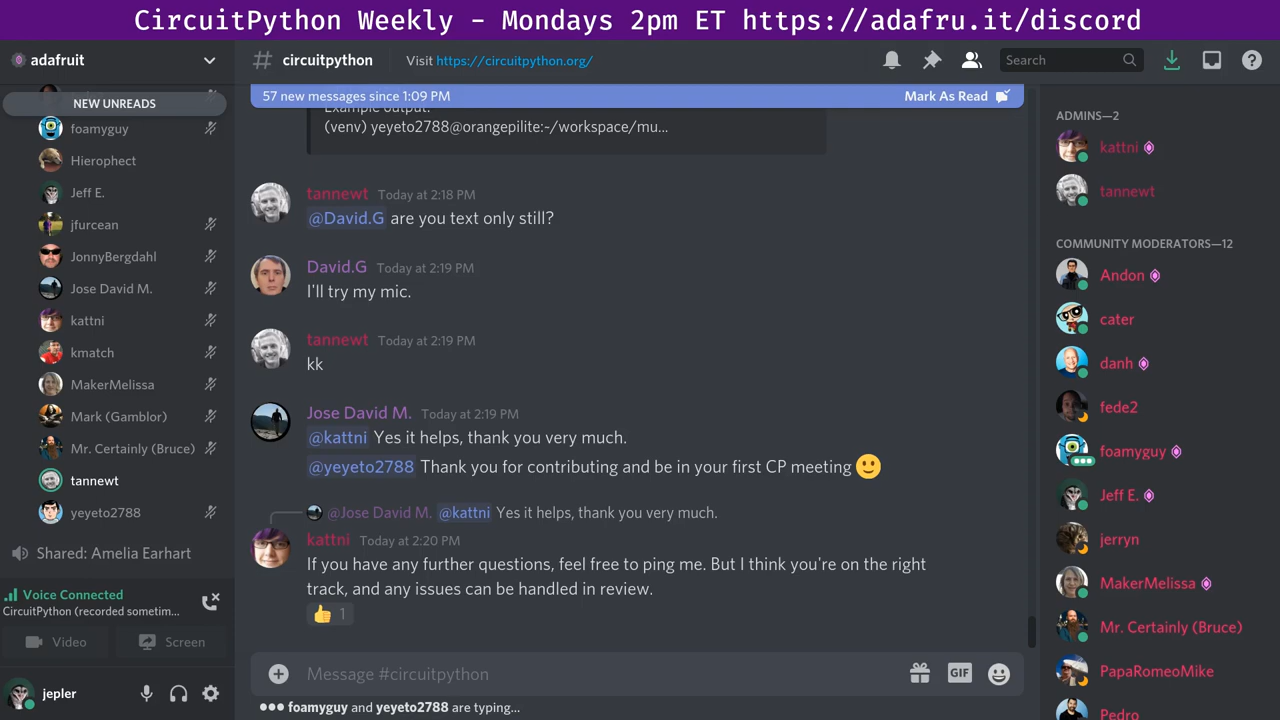 CircuitPython Weekly - Mondays 2pm ET https://adafru.it/discord
adafruit
NEW UNREADS
foamyguy
Hierophect
Jeff E.
jfurcean
JonnyBergdahl
Jose David M.
kattni
kmatch
MakerMelissa
Mark (Gamblor)
Mr. Certainly (Bruce)
tannewt
yeyeto2788
Shared: Amelia Earhart
Voice Connected
CircuitPython (recorded sometim...
Video
Screen
jepler
# circuitpython
Visit https://circuitpython.org/
Search
57 new messages since 1:09 PM
Mark As Read
Example output:
(venv) yeyeto2788@orangepilite:~/workspace/mu...
tannewt Today at 2:18 PM
@David.G are you text only still?
David.G Today at 2:19 PM
I'll try my mic.
tannewt Today at 2:19 PM
kk
Jose David M. Today at 2:19 PM
@kattni Yes it helps, thank you very much.
@yeyeto2788 Thank you for contributing and be in your first CP meeting 🙂
@Jose David M. @kattni Yes it helps, thank you very much.
kattni Today at 2:20 PM
If you have any further questions, feel free to ping me. But I think you're on the right
track, and any issues can be handled in review.
👍 1
Message #circuitpython
GIF
foamyguy and yeyeto2788 are typing...
ADMINS—2
kattni
tannewt
COMMUNITY MODERATORS—12
Andon
cater
danh
fede2
foamyguy
Jeff E.
jerryn
MakerMelissa
Mr. Certainly (Bruce)
PapaRomeoMike
Pedro